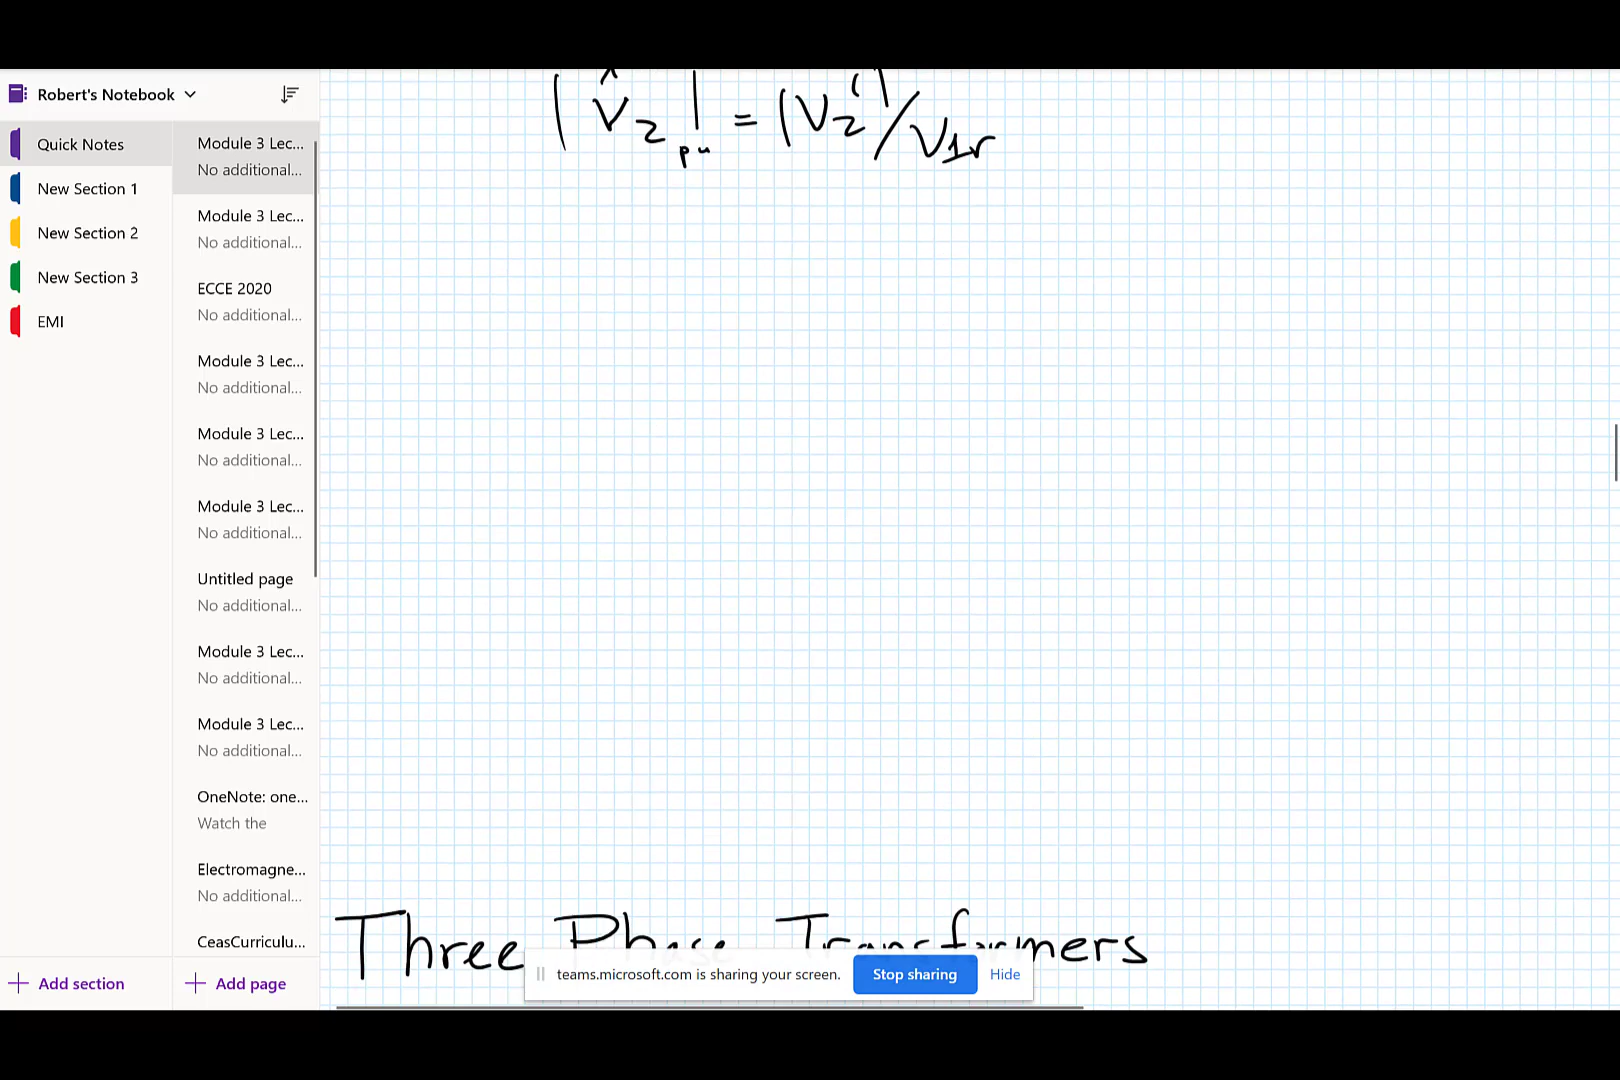 |V̂₂pu| = |V₂'|/V1r
Robert's Notebook
Quick Notes
New Section 1
New Section 2
New Section 3
EMI
Module 3 Lec...
No additional...
Module 3 Lec...
No additional...
ECCE 2020
No additional...
Module 3 Lec...
No additional...
Module 3 Lec...
No additional...
Module 3 Lec...
No additional...
Untitled page
No additional...
Module 3 Lec...
No additional...
Module 3 Lec...
No additional...
OneNote: one...
Watch the
Electromagne...
No additional...
CeasCurriculu...
Three Phase Transformers
teams.microsoft.com is sharing your screen.
Stop sharing
Hide
Add section
Add page